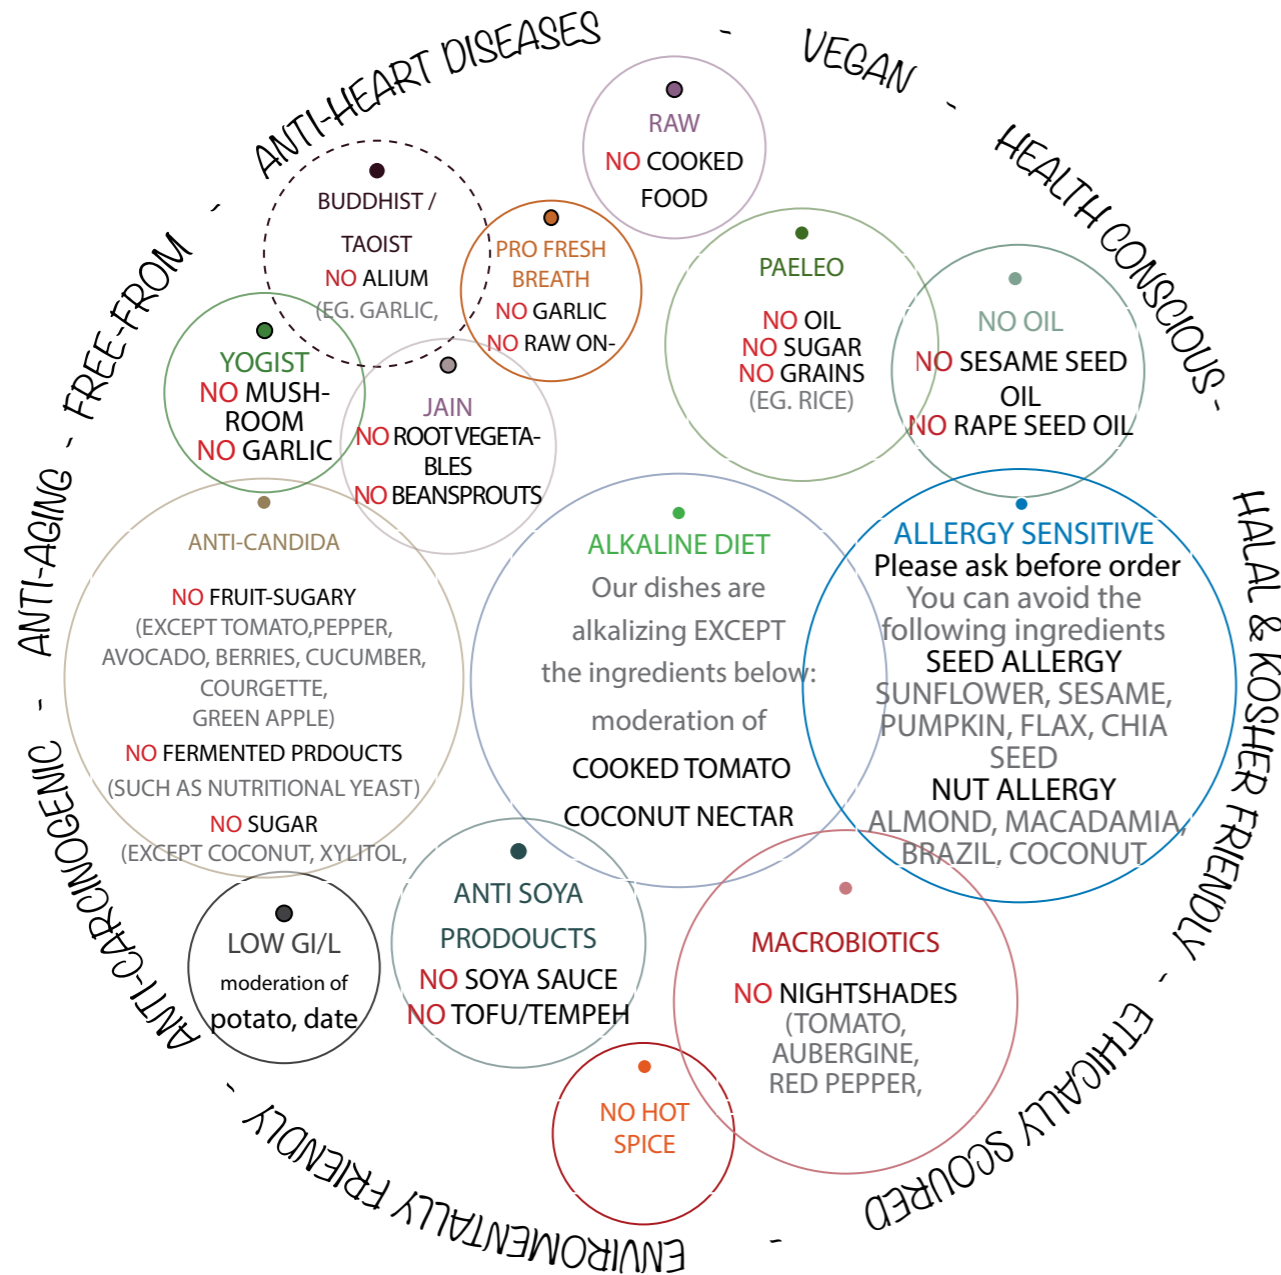 ANTI-HEART DISEASES
-
VEGAN
-
HEALTH CONSCIOUS
-
HALAL & KOSHER FRIENDLY
-
ETHICALLY SCOURED
-
ENVIROMENTALLY FRIENDLY
-
ANTI-CARCINOGENIC
-
ANTI-AGING
-
FREE-FROM
-
RAW
NO COOKED
FOOD
BUDDHIST /
TAOIST
NO ALIUM
(EG. GARLIC,
PRO FRESH
BREATH
NO GARLIC
NO RAW ON-
PAELEO
NO OIL
NO SUGAR
NO GRAINS
(EG. RICE)
NO OIL
NO SESAME SEED
OIL
NO RAPE SEED OIL
YOGIST
NO MUSH-
ROOM
NO GARLIC
JAIN
NO ROOT VEGETA-
BLES
NO BEANSPROUTS
ANTI-CANDIDA
NO FRUIT-SUGARY
(EXCEPT TOMATO,PEPPER,
AVOCADO, BERRIES, CUCUMBER,
COURGETTE,
GREEN APPLE)
NO FERMENTED PRDOUCTS
(SUCH AS NUTRITIONAL YEAST)
NO SUGAR
(EXCEPT COCONUT, XYLITOL,
ALKALINE DIET
Our dishes are
alkalizing EXCEPT
the ingredients below:
moderation of
COOKED TOMATO
COCONUT NECTAR
ALLERGY SENSITIVE
Please ask before order
You can avoid the
following ingredients
SEED ALLERGY
SUNFLOWER, SESAME,
PUMPKIN, FLAX, CHIA
SEED
NUT ALLERGY
ALMOND, MACADAMIA,
BRAZIL, COCONUT
LOW GI/L
moderation of
potato, date
ANTI SOYA
PRODOUCTS
NO SOYA SAUCE
NO TOFU/TEMPEH
MACROBIOTICS
NO NIGHTSHADES
(TOMATO,
AUBERGINE,
RED PEPPER,
NO HOT
SPICE